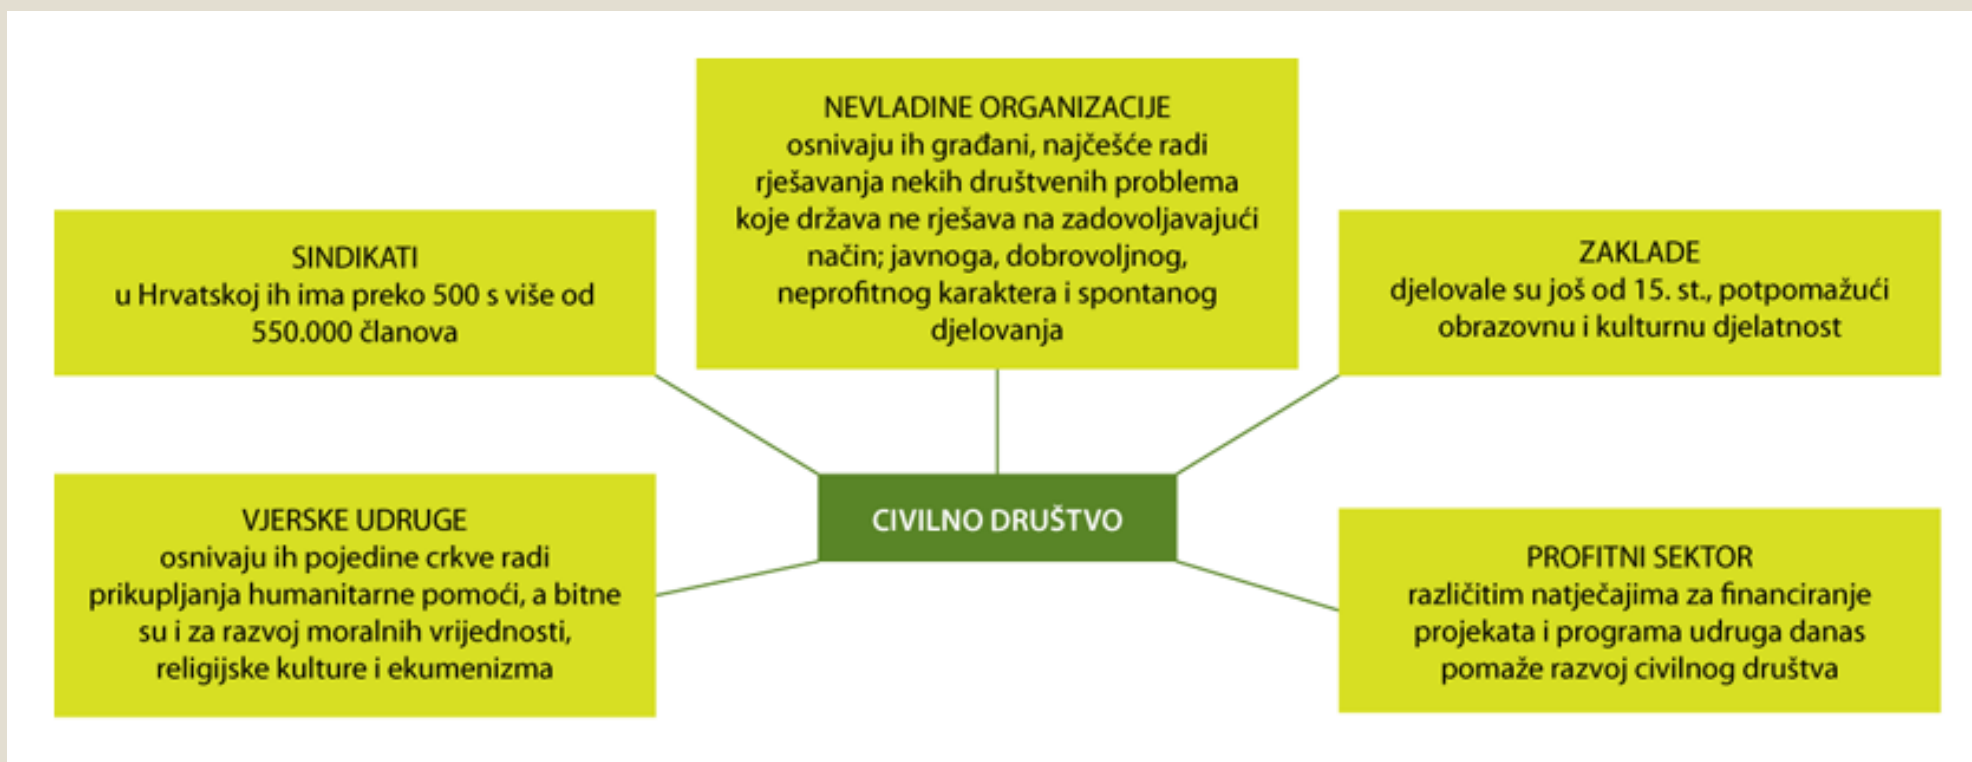 NEVLADINE ORGANIZACIJE
osnivaju ih građani, najčešće radi
rješavanja nekih društvenih problema
koje država ne rješava na zadovoljavajući
način; javnoga, dobrovoljnog,
neprofitnog karaktera i spontanog
djelovanja
SINDIKATI
u Hrvatskoj ih ima preko 500 s više od
550.000 članova
ZAKLADE
djelovale su još od 15. st., potpomažući
obrazovnu i kulturnu djelatnost
CIVILNO DRUŠTVO
VJERSKE UDRUGE
osnivaju ih pojedine crkve radi
prikupljanja humanitarne pomoći, a bitne
su i za razvoj moralnih vrijednosti,
religijske kulture i ekumenizma
PROFITNI SEKTOR
različitim natječajima za financiranje
projekata i programa udruga danas
pomaže razvoj civilnog društva